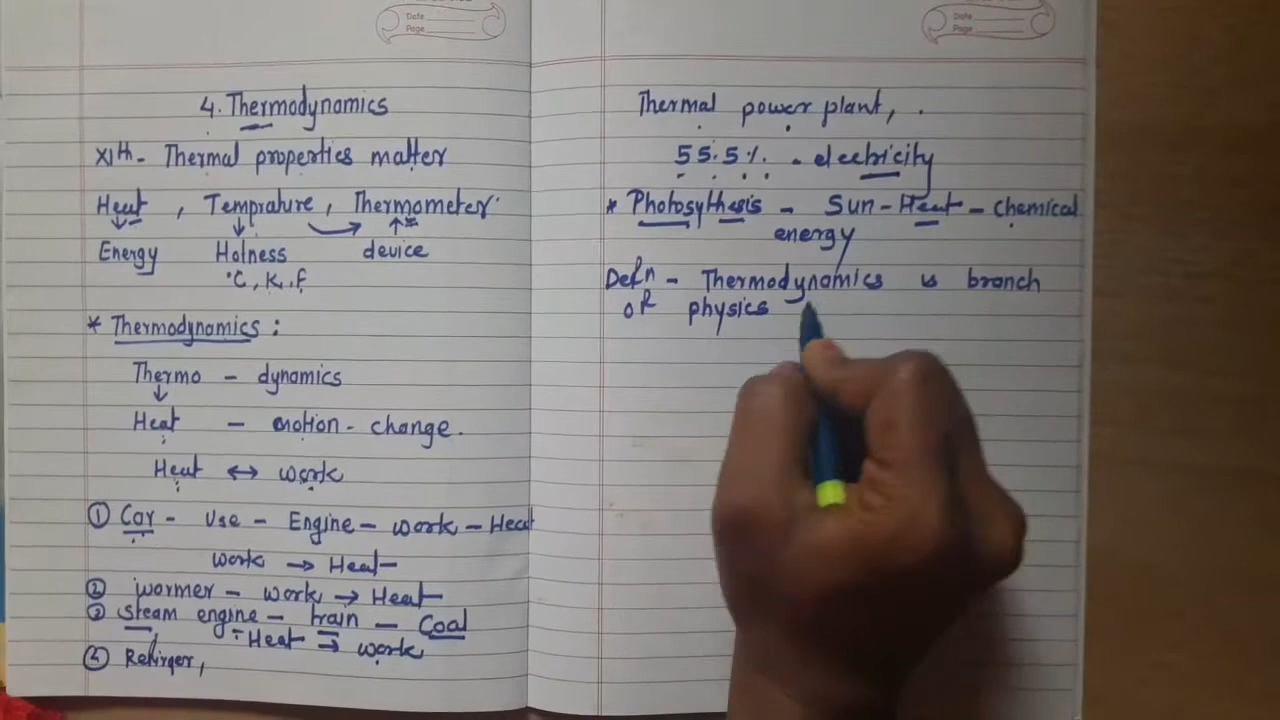 Date
Page
4. Thermodynamics
XIth - Thermal properties matter
Heat , Temprature , Thermometer
Energy Hotness device
°C, K, F
* Thermodynamics :
Thermo - dynamics
Heat - motion - change.
Heat ↔ work
① Car - Use - Engine - work - Heat
work → Heat
② wormer - work → Heat
③ Steam engine - train - Coal
- Heat → work
④ Refirger,
Date
Page
Thermal power plant, .
55.5% - electricity
* Photosythesis - Sun - Heat - chemical
energy
Defn - Thermodynamics is branch
of physics